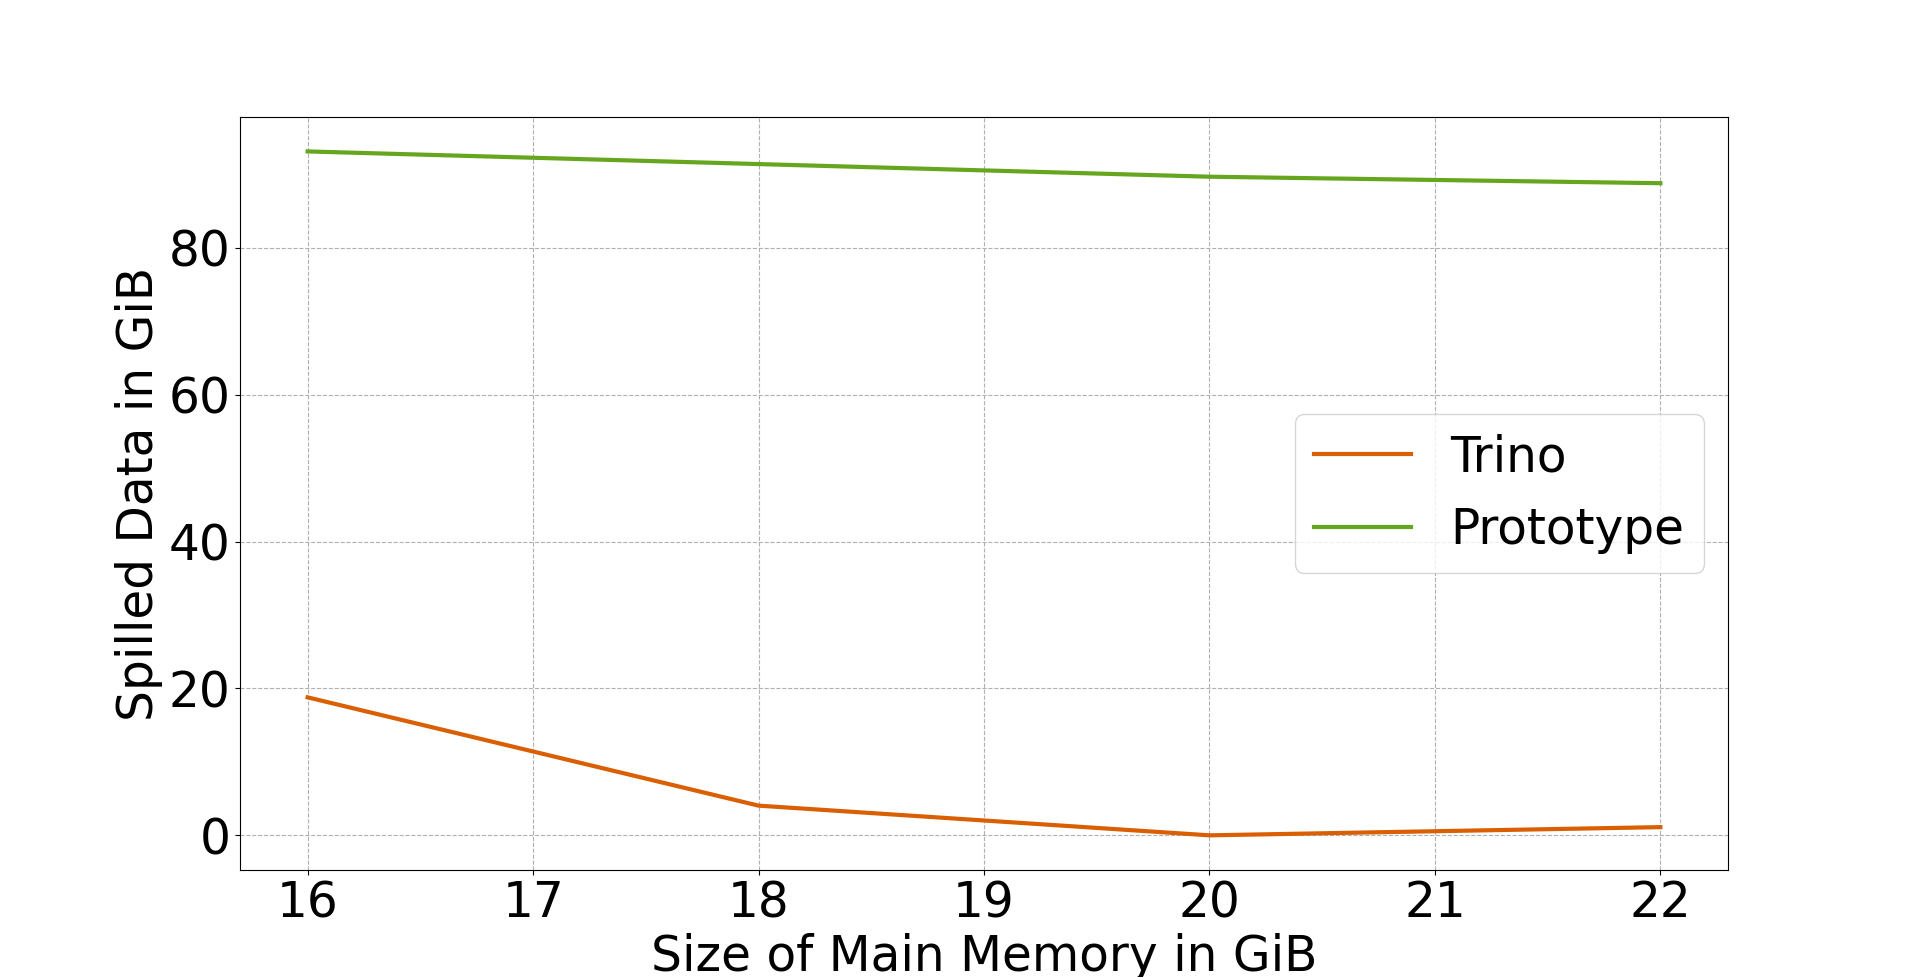 Spilled Data in GiB
80
60
40
20
0
Trino
Prototype
16 17 18 19 20 21 22
Size of Main Memory in GiB